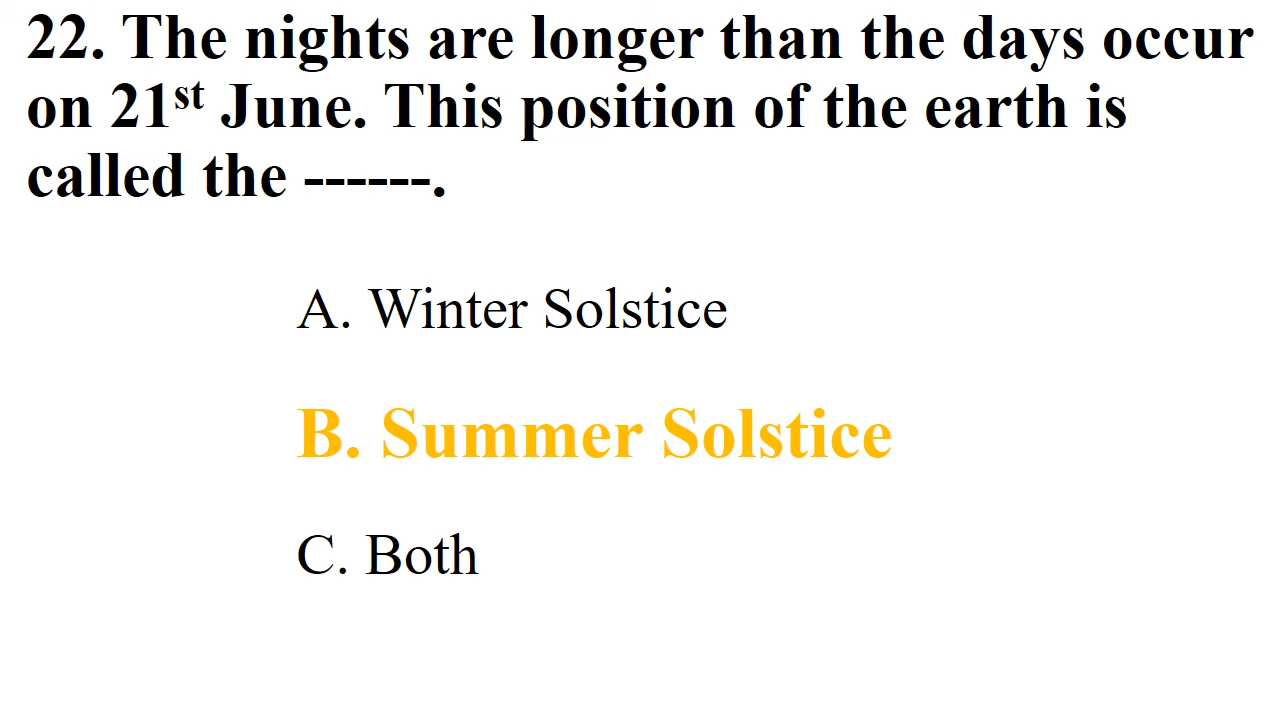 22. The nights are longer than the days occur
on 21st June. This position of the earth is
called the ------.
A. Winter Solstice
B. Summer Solstice
C. Both